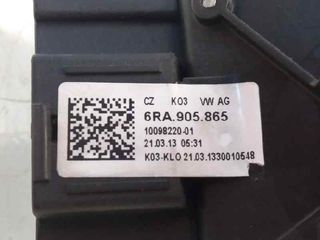 CZ K03 VW AG
6RA.905.865
10098220-01
21.03.13 05:31
K03-KLO 21.03.1330010548